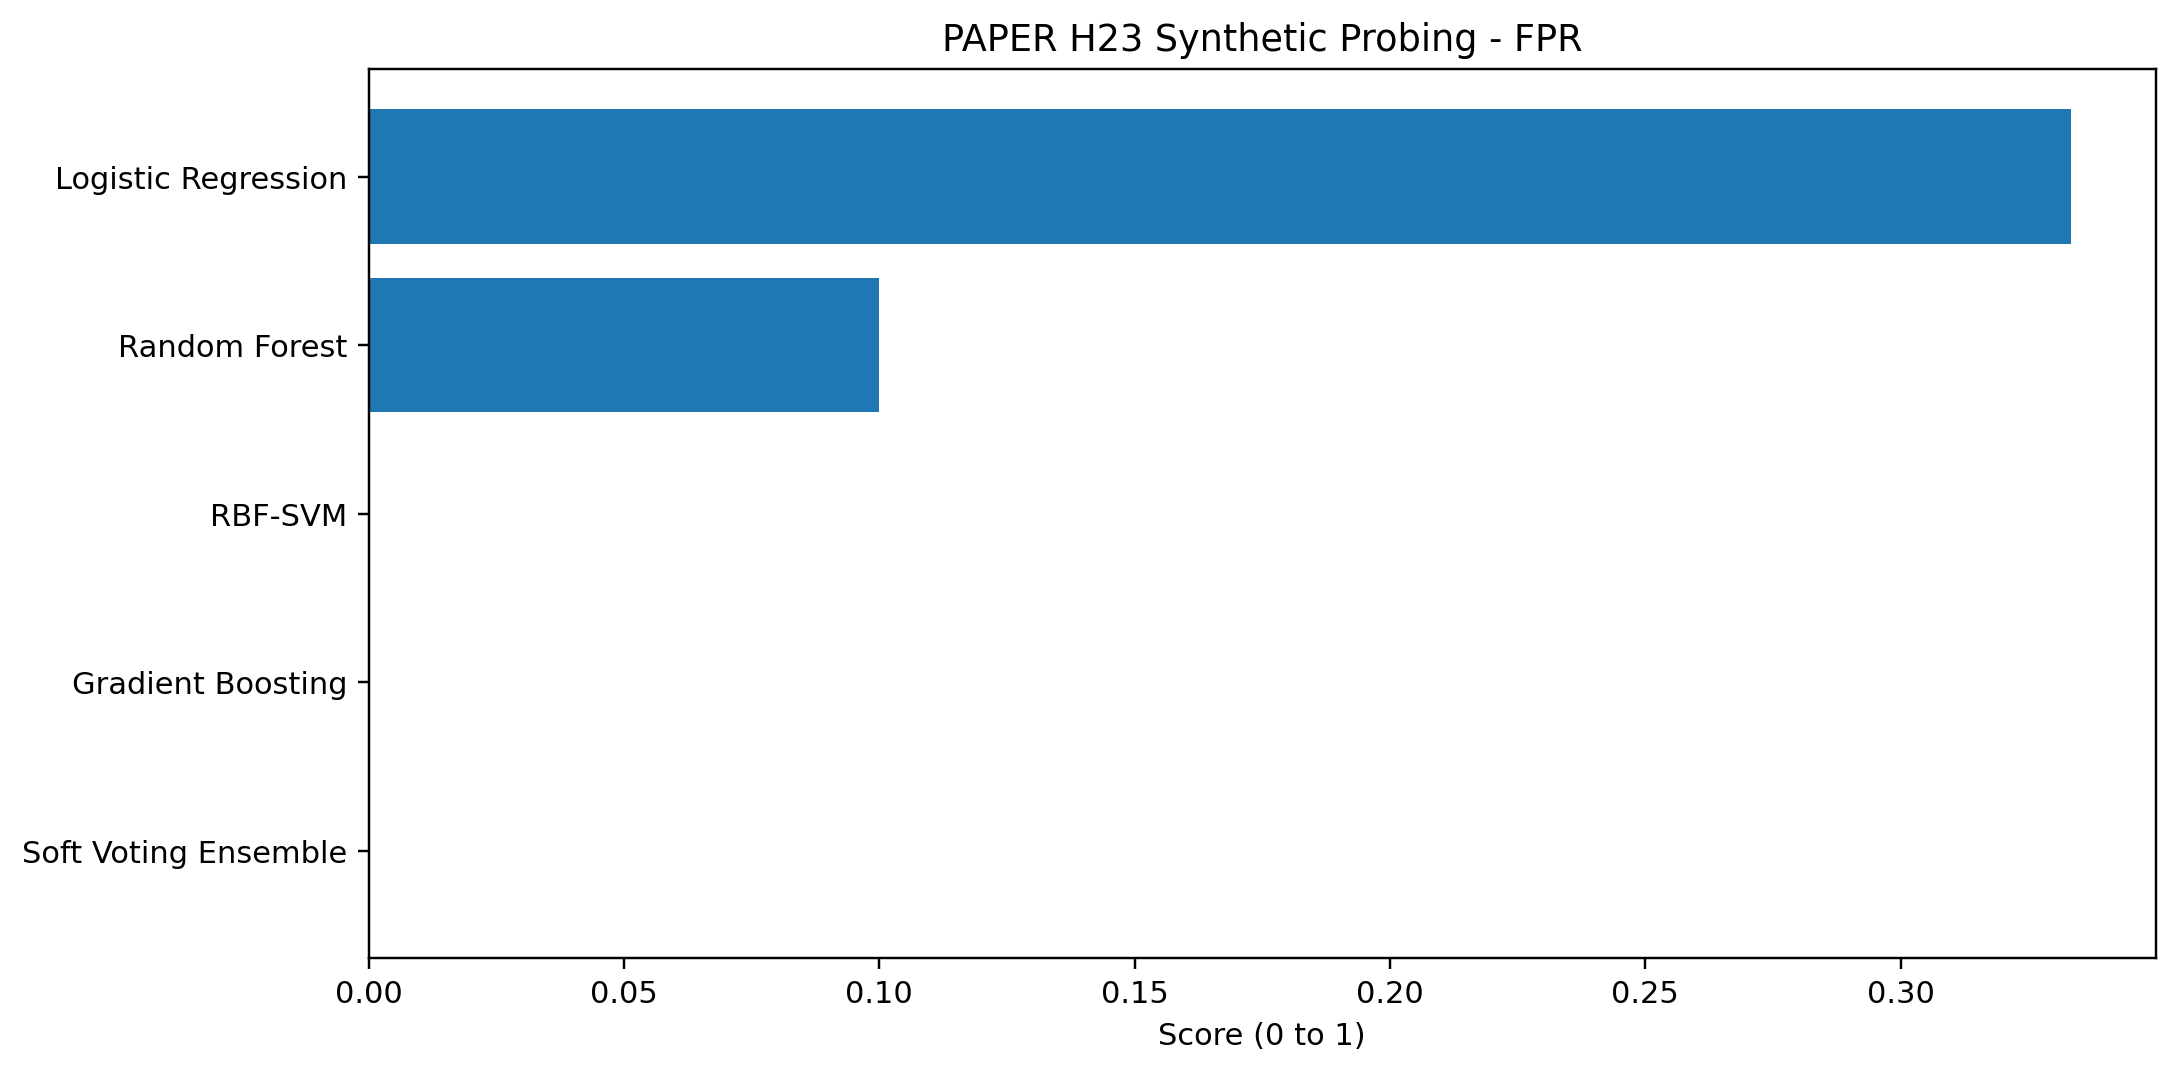 PAPER H23 Synthetic Probing - FPR
Logistic Regression
Random Forest
RBF-SVM
Gradient Boosting
Soft Voting Ensemble
0.00 0.05 0.10 0.15 0.20 0.25 0.30
Score (0 to 1)